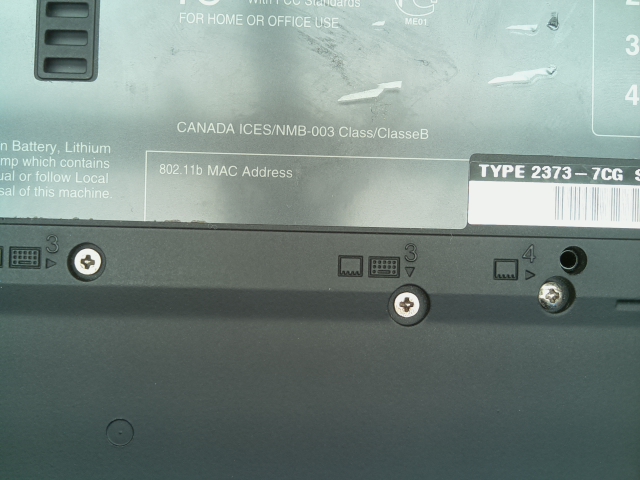 with FCC Standards
FOR HOME OR OFFICE USE
ME01
2
3
4
CANADA ICES/NMB-003 Class/ClasseB
n Battery, Lithium
mp which contains
ual or follow Local
sal of this machine.
802.11b MAC Address
TYPE 2373-7CG S
3
3
4